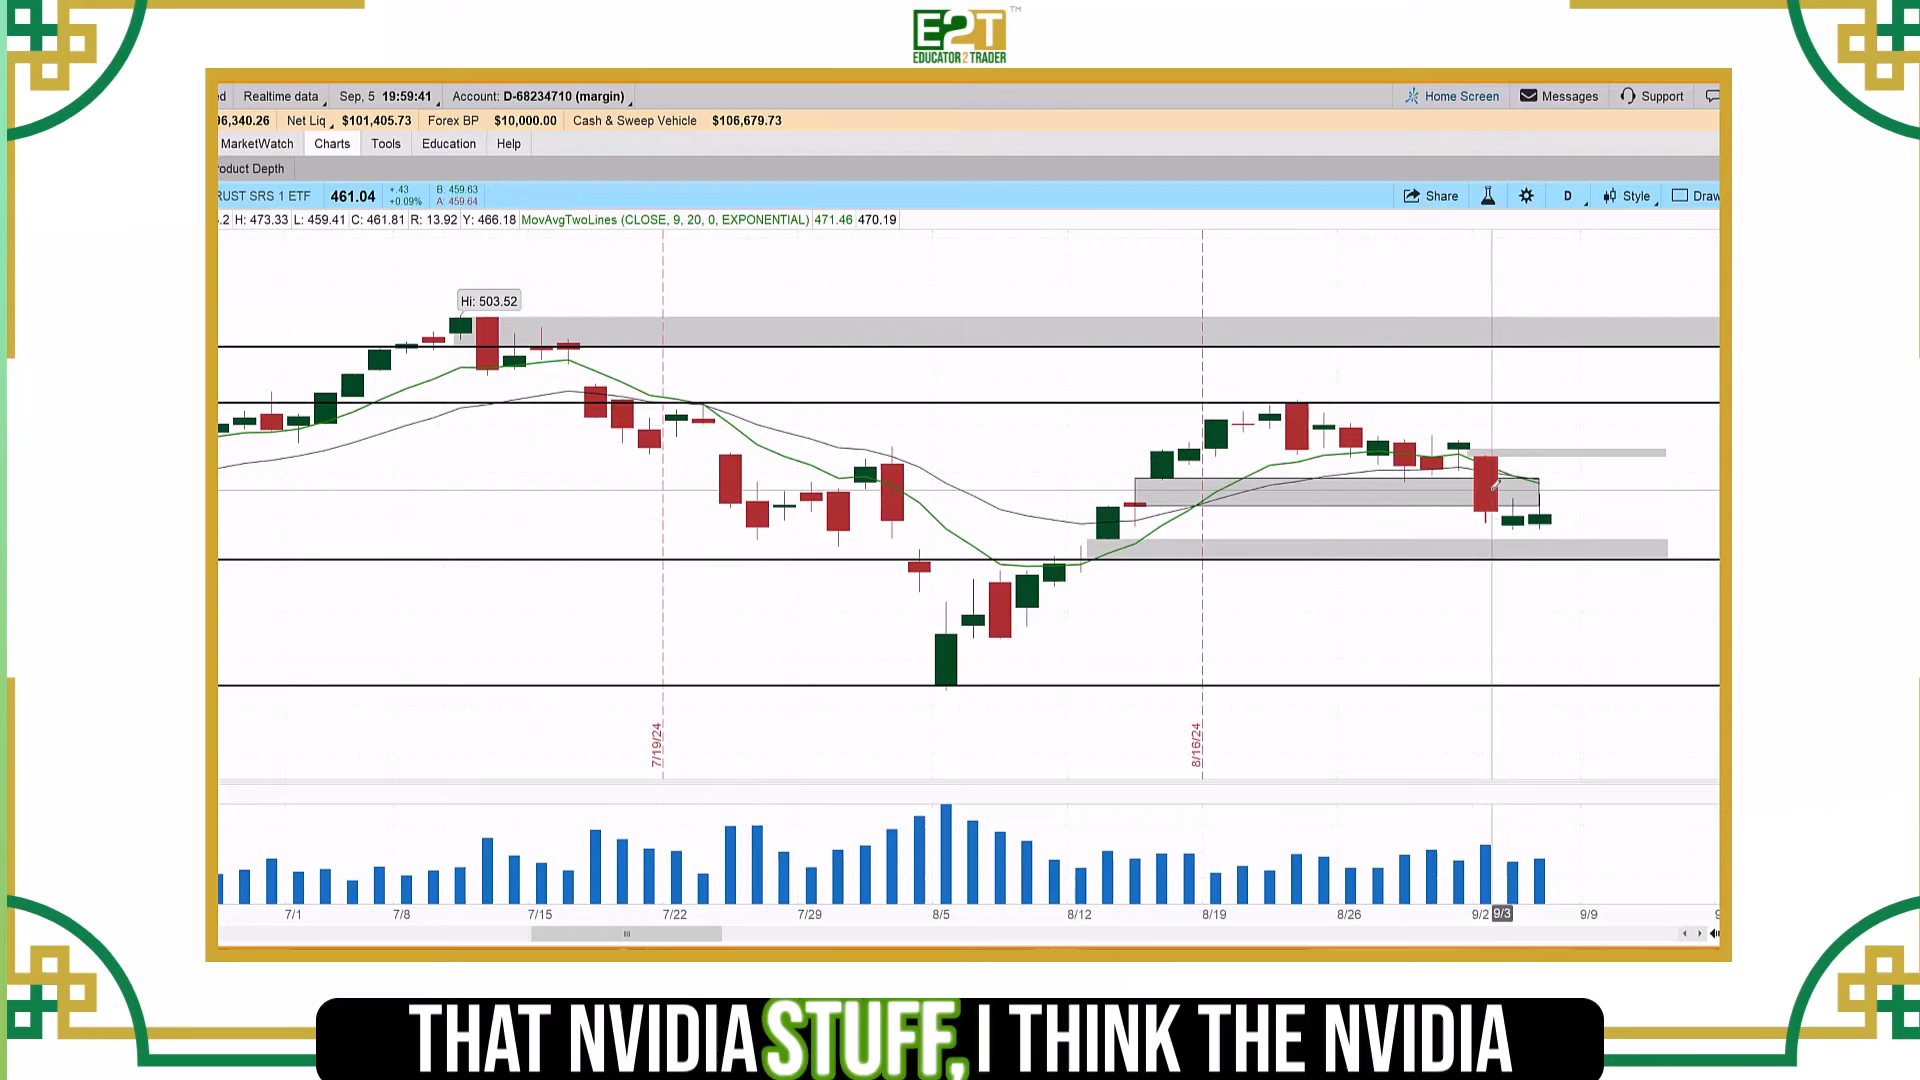 E2T™
EDUCATOR2TRADER
ed Realtime data Sep, 5 19:59:41 Account: D-68234710 (margin) Home Screen Messages Support
6,340.26 Net Liq $101,405.73 Forex BP $10,000.00 Cash & Sweep Vehicle $106,679.73
MarketWatch Charts Tools Education Help
roduct Depth
RUST SRS 1 ETF 461.04 +.43 +0.09% B: 459.63 A: 459.64 Share D Style Draw
.2 H: 473.33 L: 459.41 C: 461.81 R: 13.92 Y: 466.18 MovAvgTwoLines (CLOSE, 9, 20, 0, EXPONENTIAL) 471.46 470.19
Hi: 503.52
7/19/24
8/16/24
7/1 7/8 7/15 7/22 7/29 8/5 8/12 8/19 8/26 9/2 9/3 9/9
THAT NVIDIA STUFF, I THINK THE NVIDIA